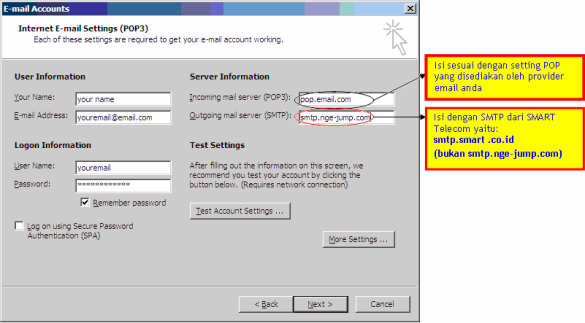 E-mail Accounts
Internet E-mail Settings (POP3)
Each of these settings are required to get your e-mail account working.
User Information
Your Name: your name
E-mail Address: youremail@email.com
Server Information
Incoming mail server (POP3): pop.email.com
Outgoing mail server (SMTP): smtp.nge-jump.com
Logon Information
User Name: youremail
Password: ************
Remember password
Log on using Secure Password
Authentication (SPA)
Test Settings
After filling out the information on this screen, we
recommend you test your account by clicking the
button below. (Requires network connection)
Test Account Settings ...
More Settings ...
< Back
Next >
Cancel
Isi sesuai dengan setting POP
yang disediakan oleh provider
email anda
Isi dengan SMTP dari SMART
Telecom yaitu:
smtp.smart .co.id
(bukan smtp.nge-jump.com)